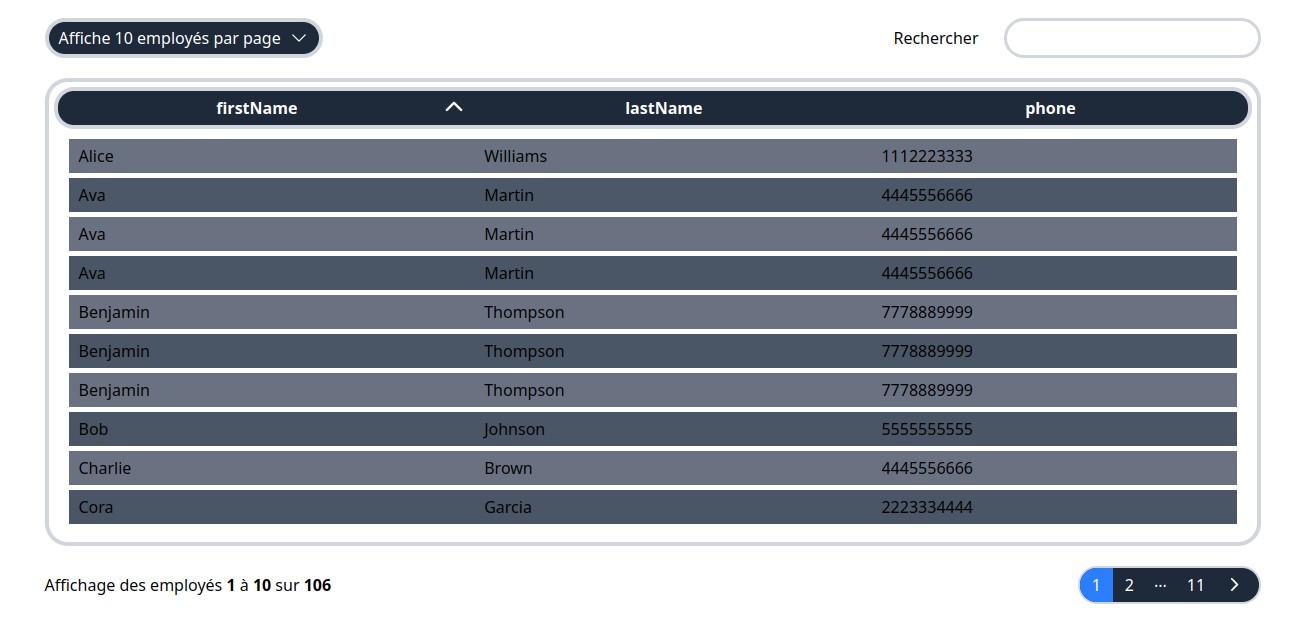 Affiche 10 employés par page Rechercher
firstName lastName phone
Alice Williams 1112223333
Ava Martin 4445556666
Ava Martin 4445556666
Ava Martin 4445556666
Benjamin Thompson 7778889999
Benjamin Thompson 7778889999
Benjamin Thompson 7778889999
Bob Johnson 5555555555
Charlie Brown 4445556666
Cora Garcia 2223334444
Affichage des employés 1 à 10 sur 106 1 2 ··· 11